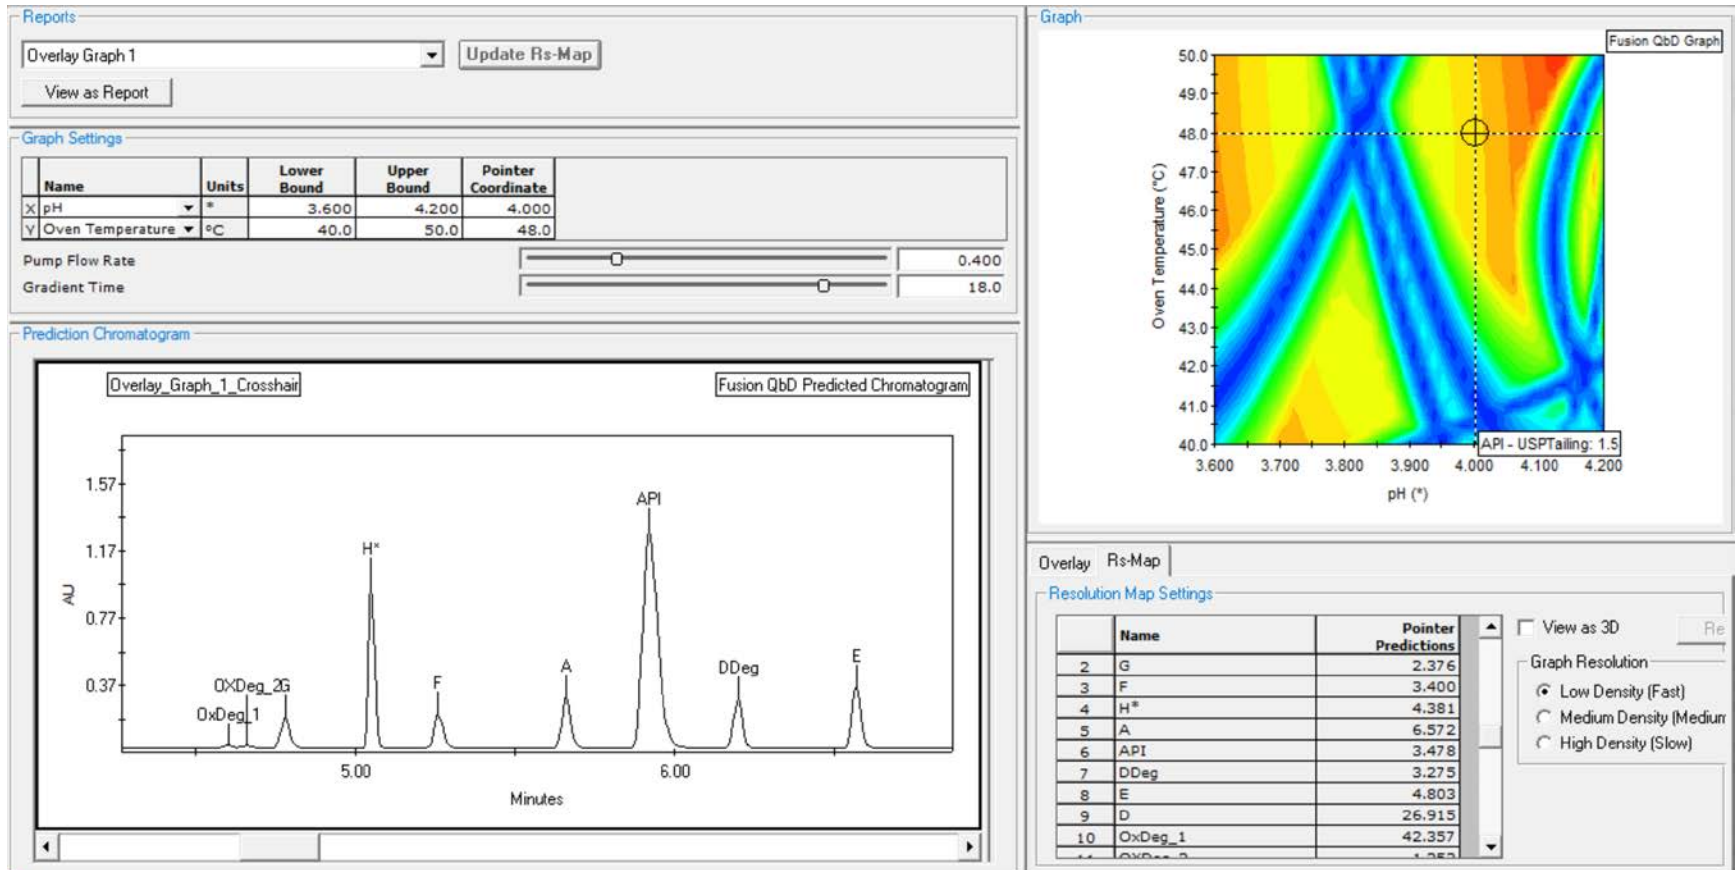 Reports
Overlay Graph 1
Update Rs-Map
View as Report
Graph Settings
Name Units Lower Bound Upper Bound Pointer Coordinate
X pH * 3.600 4.200 4.000
Y Oven Temperature °C 40.0 50.0 48.0
Pump Flow Rate 0.400
Gradient Time 18.0
Prediction Chromatogram
Overlay_Graph_1_Crosshair
Fusion QbD Predicted Chromatogram
API
1.57
H*
1.17
AU
0.77
A
E
DDeg
F
OXDeg_2G
0.37
OxDeg_1
5.00 6.00
Minutes
Graph
Fusion QbD Graph
50.0
49.0
48.0
47.0
46.0
45.0
44.0
43.0
42.0
41.0
40.0
Oven Temperature (°C)
API - USPTailing: 1.5
3.600 3.700 3.800 3.900 4.000 4.100 4.200
pH (*)
Overlay Rs-Map
Resolution Map Settings
Name Pointer Predictions
2 G 2.376
3 F 3.400
4 H* 4.381
5 A 6.572
6 API 3.478
7 DDeg 3.275
8 E 4.803
9 D 26.915
10 OxDeg_1 42.357
View as 3D
Re
Graph Resolution
Low Density (Fast)
Medium Density (Medium
High Density (Slow)